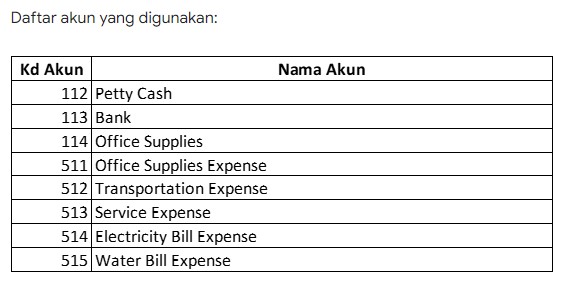 Daftar akun yang digunakan:
Kd Akun Nama Akun
112 Petty Cash
113 Bank
114 Office Supplies
511 Office Supplies Expense
512 Transportation Expense
513 Service Expense
514 Electricity Bill Expense
515 Water Bill Expense